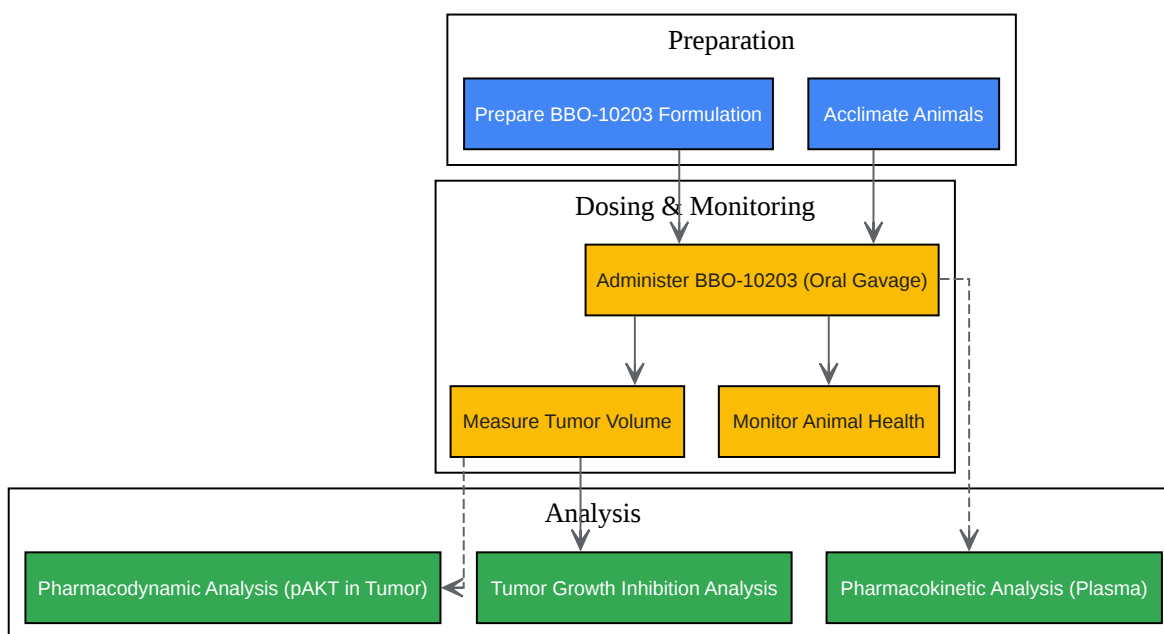 Preparation
Prepare BBO-10203 Formulation
Acclimate Animals
Dosing & Monitoring
Administer BBO-10203 (Oral Gavage)
Measure Tumor Volume
Monitor Animal Health
Analysis
Pharmacodynamic Analysis (pAKT in Tumor)
Tumor Growth Inhibition Analysis
Pharmacokinetic Analysis (Plasma)